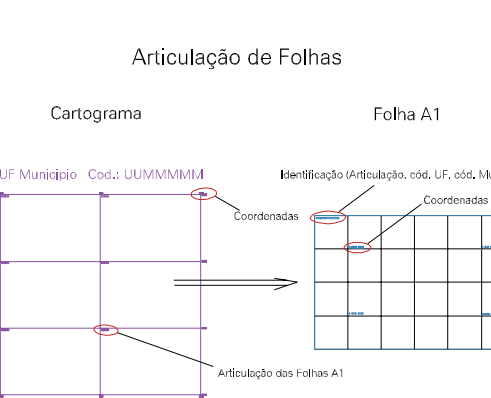 Articulação de Folhas
Cartograma
Folha A1
UF Município Cod.: UUMMMMM
Identificação (Articulação, cód. UF, cód. Mu
Coordenadas
Coordenadas
Articulação das Folhas A1